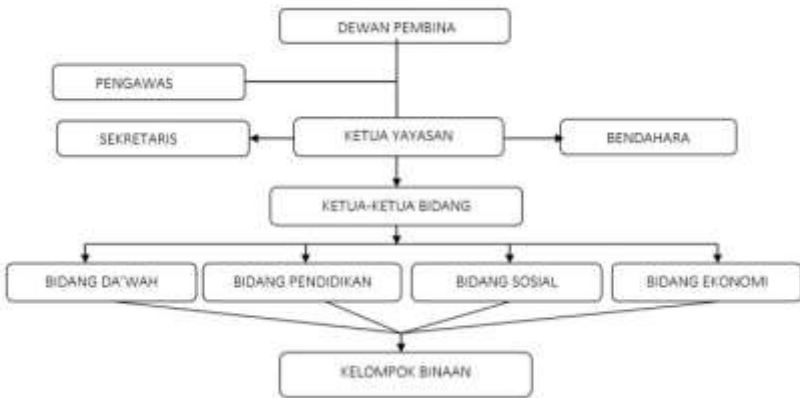 DEWAN PEMBINA
PENGAWAS
SEKRETARIS
KETUA YAYASAN
BENDAHARA
KETUA-KETUA BIDANG
BIDANG DA'WAH
BIDANG PENDIDIKAN
BIDANG SOSIAL
BIDANG EKONOMI
KELOMPOK BINAAN